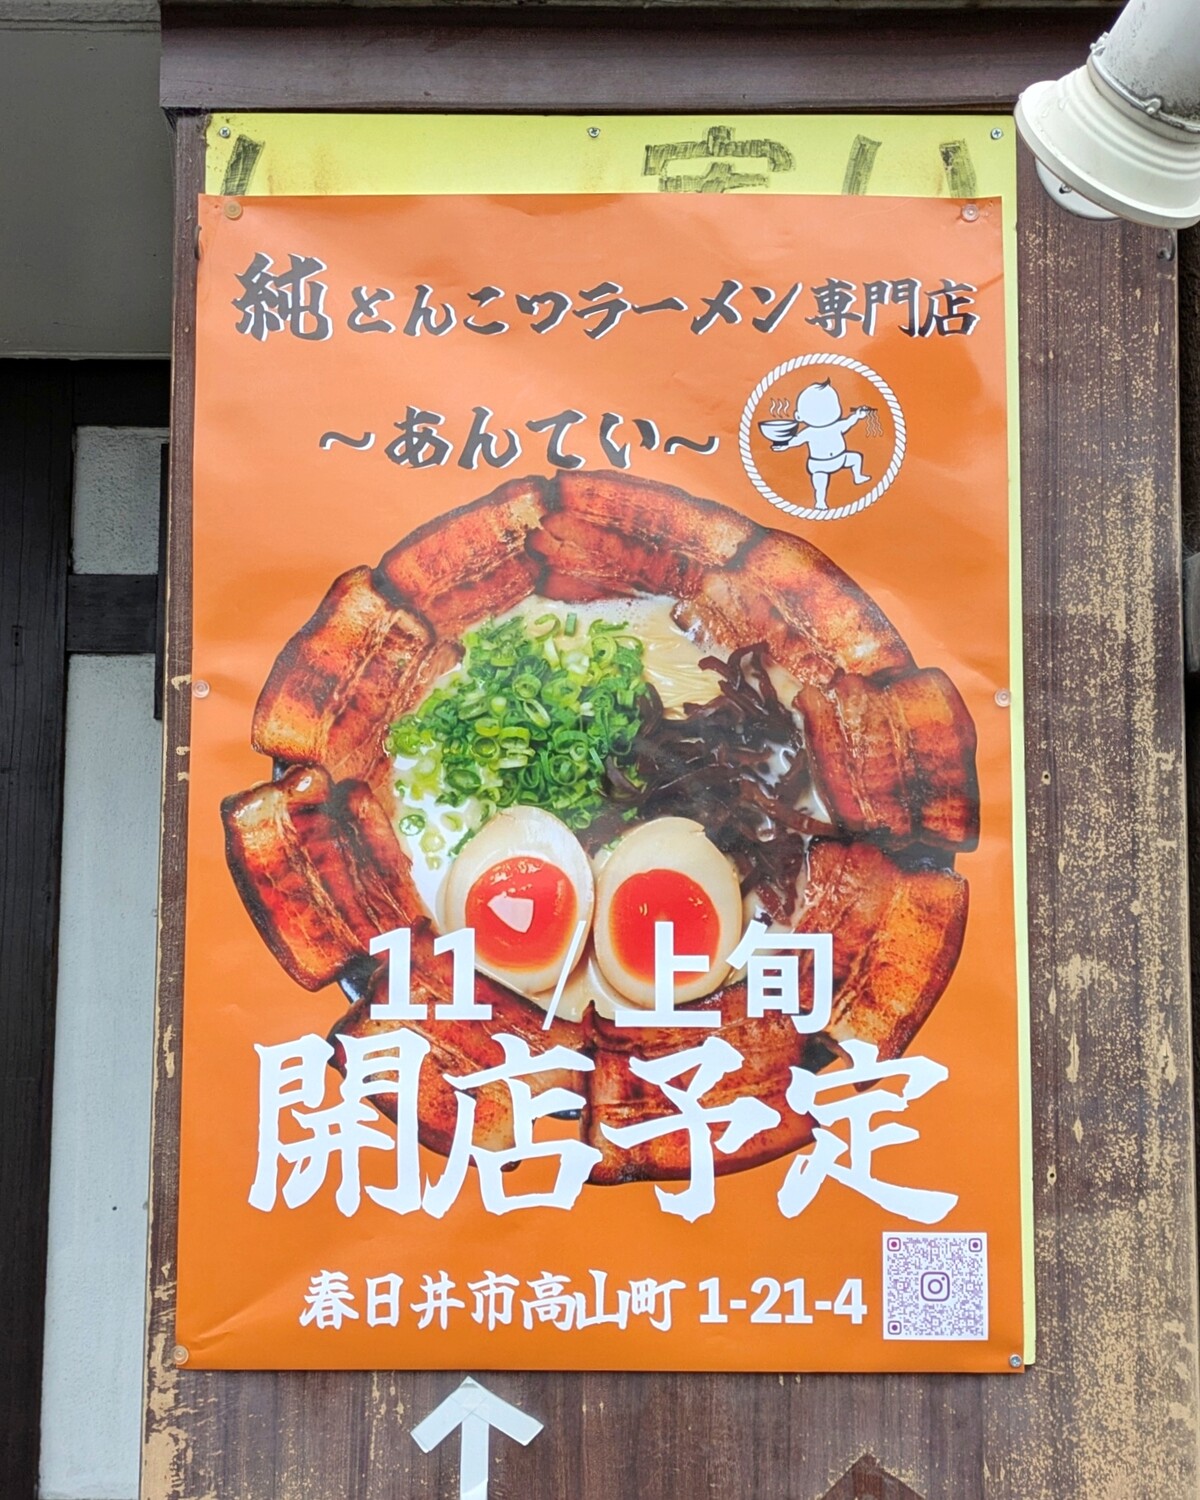 純とんこツラーメン専門店
～あんてい～
11/上旬
開店予定
春日井市高山町 1-21-4